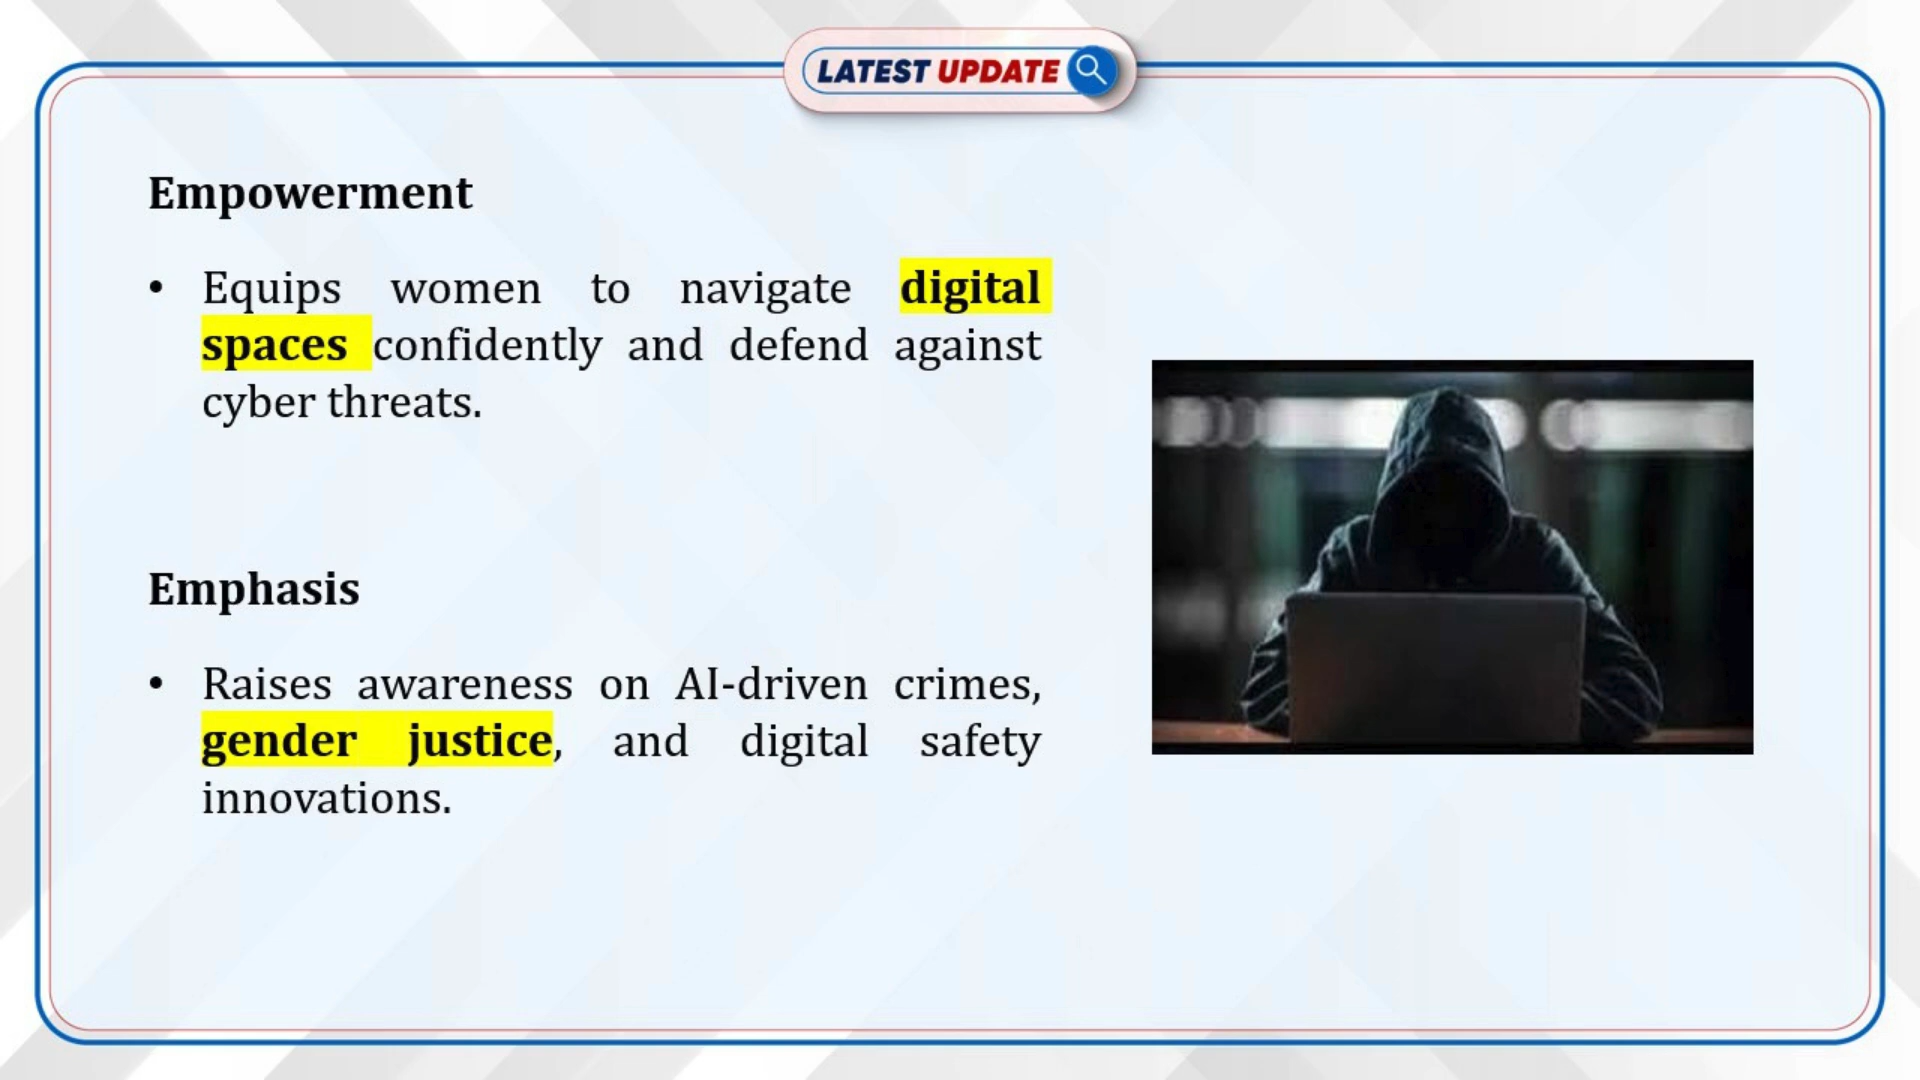 LATEST UPDATE
Empowerment
• Equips women to navigate digital
spaces confidently and defend against
cyber threats.
Emphasis
• Raises awareness on AI-driven crimes,
gender justice, and digital safety
innovations.